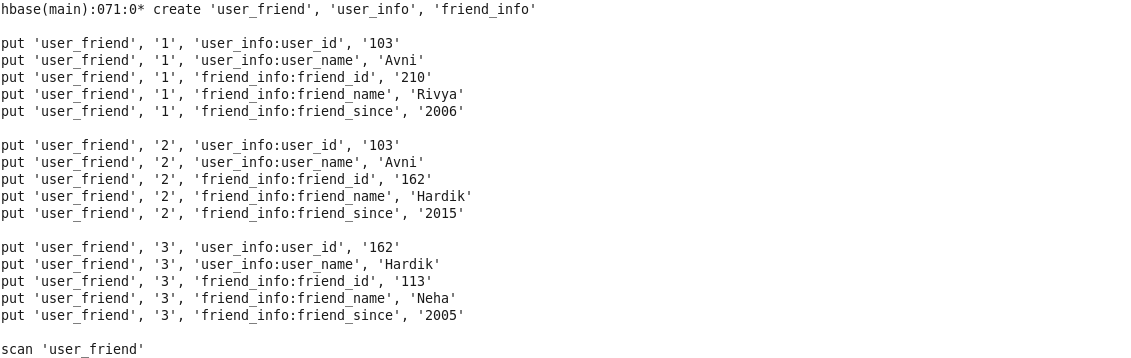 hbase(main):071:0* create 'user_friend', 'user_info', 'friend_info'
put 'user_friend', '1', 'user_info:user_id', '103'
put 'user_friend', '1', 'user_info:user_name', 'Avni'
put 'user_friend', '1', 'friend_info:friend_id', '210'
put 'user_friend', '1', 'friend_info:friend_name', 'Rivya'
put 'user_friend', '1', 'friend_info:friend_since', '2006'
put 'user_friend', '2', 'user_info:user_id', '103'
put 'user_friend', '2', 'user_info:user_name', 'Avni'
put 'user_friend', '2', 'friend_info:friend_id', '162'
put 'user_friend', '2', 'friend_info:friend_name', 'Hardik'
put 'user_friend', '2', 'friend_info:friend_since', '2015'
put 'user_friend', '3', 'user_info:user_id', '162'
put 'user_friend', '3', 'user_info:user_name', 'Hardik'
put 'user_friend', '3', 'friend_info:friend_id', '113'
put 'user_friend', '3', 'friend_info:friend_name', 'Neha'
put 'user_friend', '3', 'friend_info:friend_since', '2005'
scan 'user_friend'